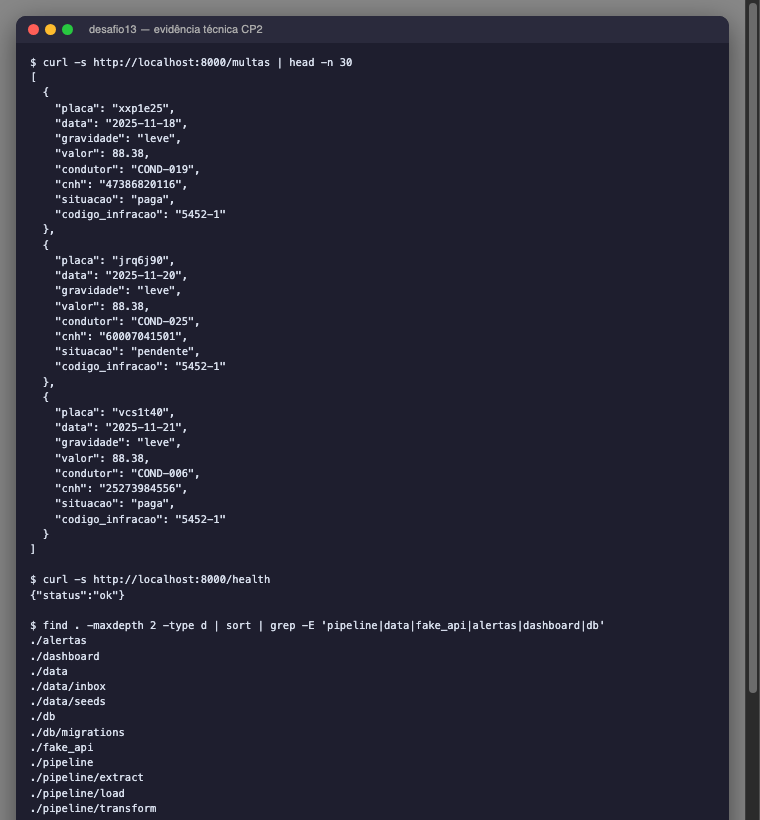 desafio13 — evidência técnica CP2
$ curl -s http://localhost:8000/multas | head -n 30
[
  {
    "placa": "xxp1e25",
    "data": "2025-11-18",
    "gravidade": "leve",
    "valor": 88.38,
    "condutor": "COND-019",
    "cnh": "47386820116",
    "situacao": "paga",
    "codigo_infracao": "5452-1"
  },
  {
    "placa": "jrq6j90",
    "data": "2025-11-20",
    "gravidade": "leve",
    "valor": 88.38,
    "condutor": "COND-025",
    "cnh": "60007041501",
    "situacao": "pendente",
    "codigo_infracao": "5452-1"
  },
  {
    "placa": "vcs1t40",
    "data": "2025-11-21",
    "gravidade": "leve",
    "valor": 88.38,
    "condutor": "COND-006",
    "cnh": "25273984556",
    "situacao": "paga",
    "codigo_infracao": "5452-1"
  }
]
$ curl -s http://localhost:8000/health
{"status":"ok"}
$ find . -maxdepth 2 -type d | sort | grep -E 'pipeline|data|fake_api|alertas|dashboard|db'
./alertas
./dashboard
./data
./data/inbox
./data/seeds
./db
./db/migrations
./fake_api
./pipeline
./pipeline/extract
./pipeline/load
./pipeline/transform